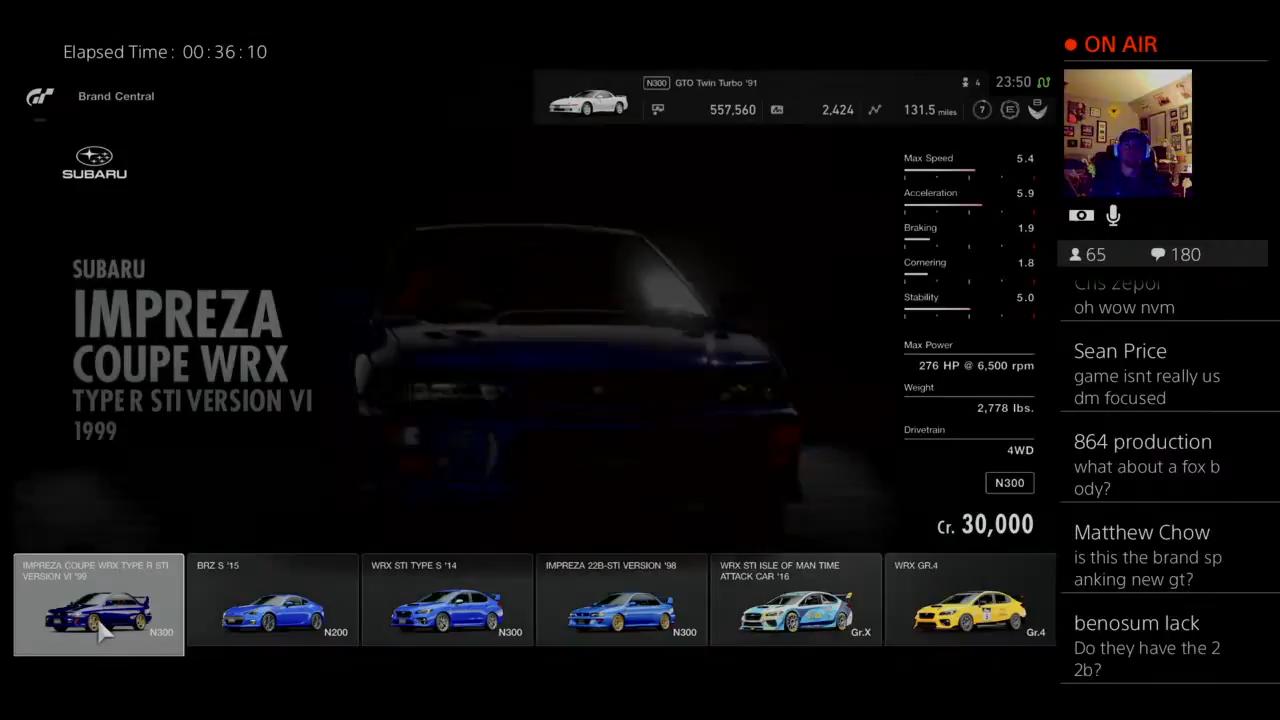 Elapsed Time: 00:36:10
ON AIR
Brand Central
N300 GTO Twin Turbo '91
4 23:50
557,560 2,424 131.5 miles 7 E B
SUBARU
SUBARU
IMPREZA
COUPE WRX
TYPE R STI VERSION VI
1999
Max Speed 5.4
Acceleration 5.9
Braking 1.9
Cornering 1.8
Stability 5.0
Max Power
276 HP @ 6,500 rpm
Weight
2,778 lbs.
Drivetrain
4WD
N300
Cr. 30,000
IMPREZA COUPE WRX TYPE R STI
VERSION VI '99
N300
BRZ S '15
N200
WRX STI TYPE S '14
N300
IMPREZA 22B-STI VERSION '98
N300
WRX STI ISLE OF MAN TIME
ATTACK CAR '16
Gr.X
WRX GR.4
Gr.4
65 180
Cris Zepol
oh wow nvm
Sean Price
game isnt really us
dm focused
864 production
what about a fox b
ody?
Matthew Chow
is this the brand sp
anking new gt?
benosum lack
Do they have the 2
2b?